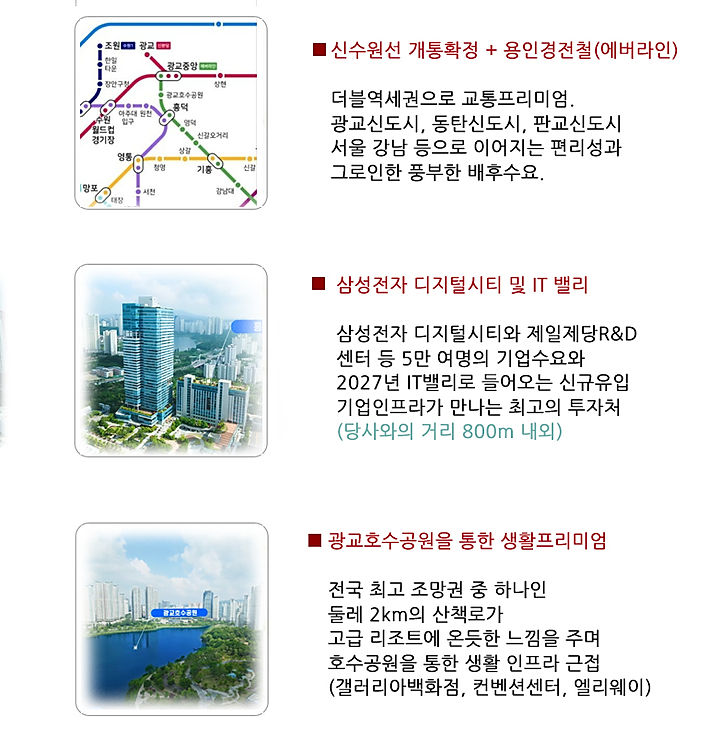 조원 수원1 광교 신분당
한일
타운
장안구청
광교중앙 에버라인
상현
광교호수공원
수원
월드컵
경기장
아주대
입구
원천
흥덕
영덕
신갈오거리
영통
청명
상갈
기흥
신갈
망포
태장
서천
강남대
■ 신수원선 개통확정 + 용인경전철(에버라인)
더블역세권으로 교통프리미엄.
광교신도시, 동탄신도시, 판교신도시
서울 강남 등으로 이어지는 편리성과
그로인한 풍부한 배후수요.
■ 삼성전자 디지털시티 및 IT 밸리
삼성전자 디지털시티와 제일제당R&D
센터 등 5만 여명의 기업수요와
2027년 IT밸리로 들어오는 신규유입
기업인프라가 만나는 최고의 투자처
(당사와의 거리 800m 내외)
광교호수공원
■ 광교호수공원을 통한 생활프리미엄
전국 최고 조망권 중 하나인
둘레 2km의 산책로가
고급 리조트에 온듯한 느낌을 주며
호수공원을 통한 생활 인프라 근접
(갤러리아백화점, 컨벤션센터, 엘리웨이)